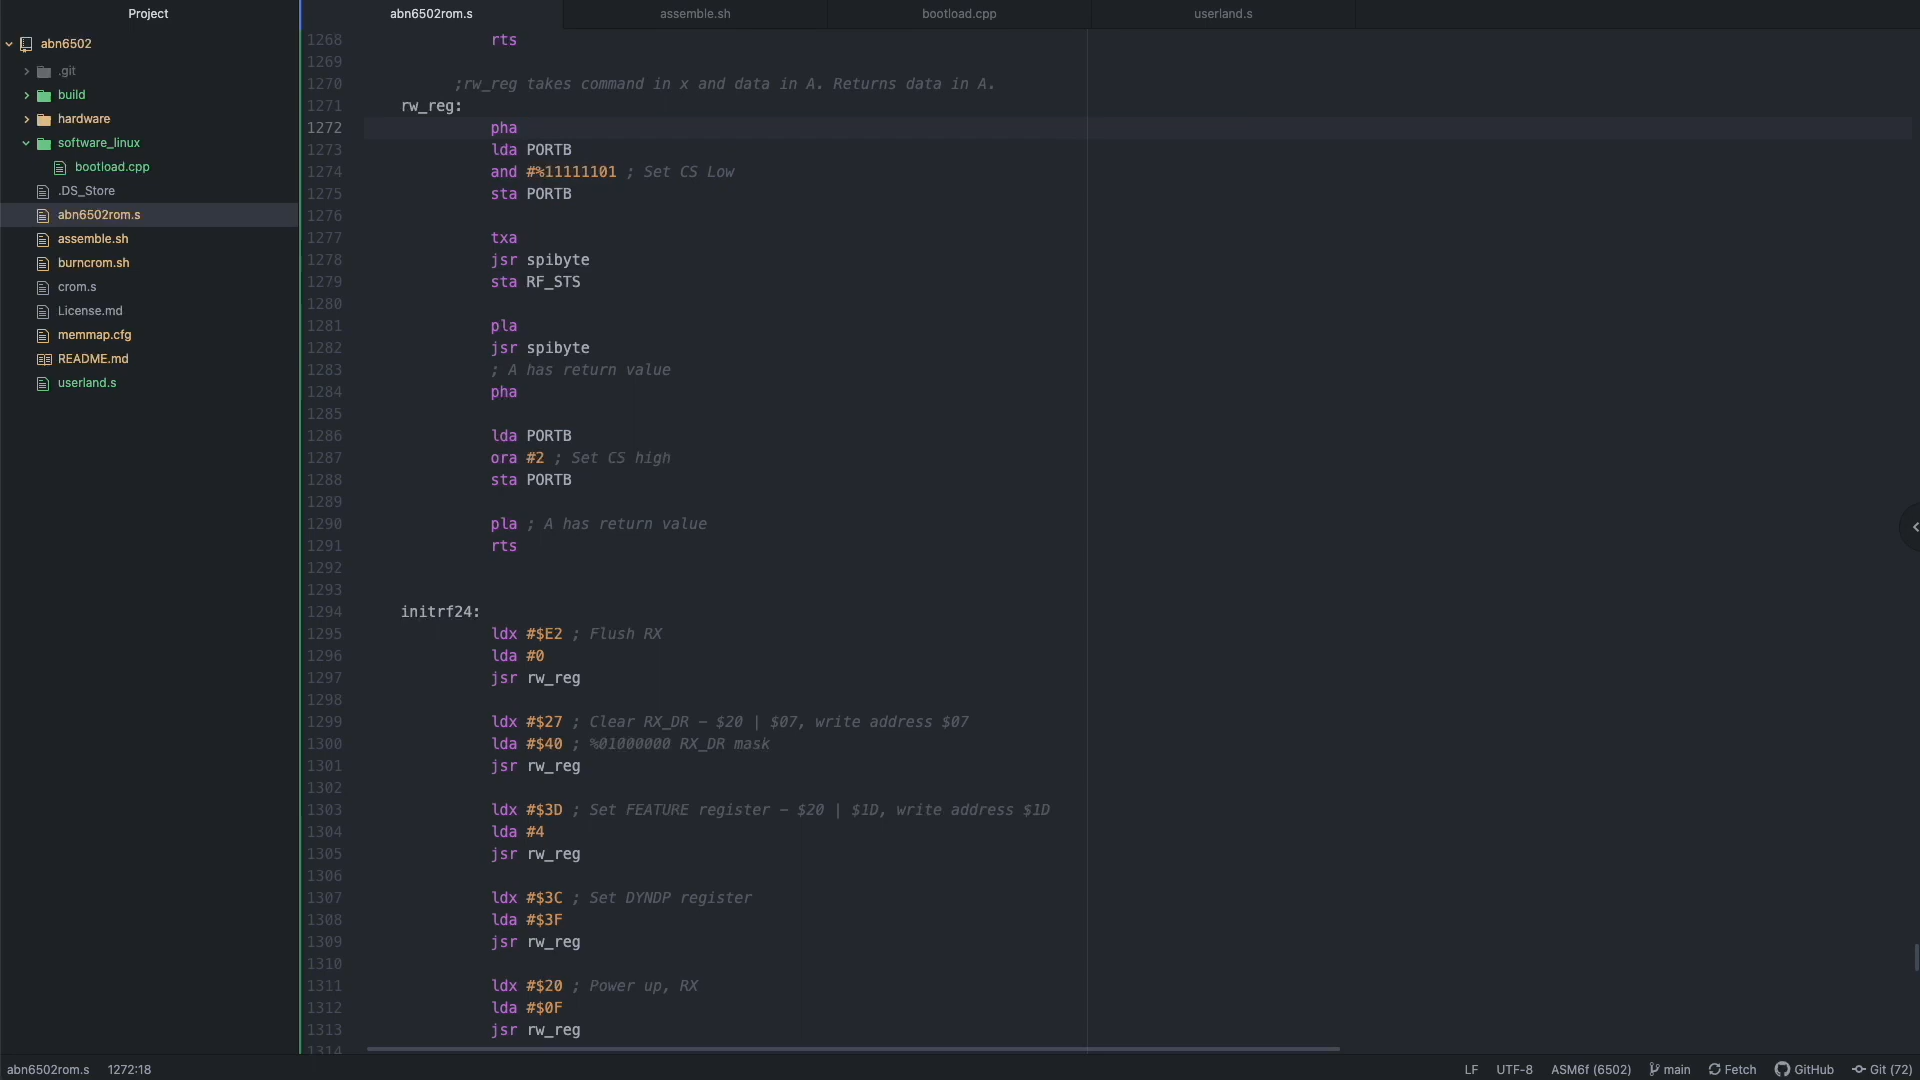 Project
abn6502
.git
build
hardware
software_linux
bootload.cpp
.DS_Store
abn6502rom.s
assemble.sh
burncrom.sh
crom.s
License.md
memmap.cfg
README.md
userland.s
abn6502rom.s assemble.sh bootload.cpp userland.s
1268 rts
1269
1270 ;rw_reg takes command in x and data in A. Returns data in A.
1271 rw_reg:
1272 pha
1273 lda PORTB
1274 and #%11111101 ; Set CS Low
1275 sta PORTB
1276
1277 txa
1278 jsr spibyte
1279 sta RF_STS
1280
1281 pla
1282 jsr spibyte
1283 ; A has return value
1284 pha
1285
1286 lda PORTB
1287 ora #2 ; Set CS high
1288 sta PORTB
1289
1290 pla ; A has return value
1291 rts
1292
1293
1294 initrf24:
1295 ldx #$E2 ; Flush RX
1296 lda #0
1297 jsr rw_reg
1298
1299 ldx #$27 ; Clear RX_DR – $20 | $07, write address $07
1300 lda #$40 ; %01000000 RX_DR mask
1301 jsr rw_reg
1302
1303 ldx #$3D ; Set FEATURE register – $20 | $1D, write address $1D
1304 lda #4
1305 jsr rw_reg
1306
1307 ldx #$3C ; Set DYNDP register
1308 lda #$3F
1309 jsr rw_reg
1310
1311 ldx #$20 ; Power up, RX
1312 lda #$0F
1313 jsr rw_reg
1314
abn6502rom.s 1272:18 LF UTF-8 ASM6f (6502) main Fetch GitHub Git (72)